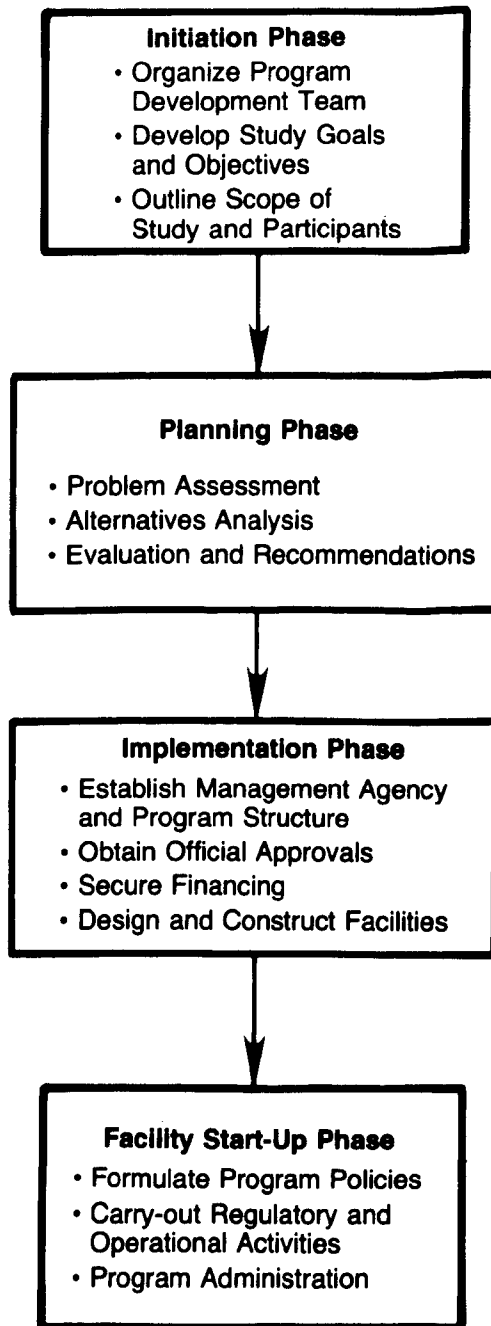 Initiation Phase
• Organize Program
Development Team
• Develop Study Goals
and Objectives
• Outline Scope of
Study and Participants
Planning Phase
• Problem Assessment
• Alternatives Analysis
• Evaluation and Recommendations
Implementation Phase
• Establish Management Agency
and Program Structure
• Obtain Official Approvals
• Secure Financing
• Design and Construct Facilities
Facility Start-Up Phase
• Formulate Program Policies
• Carry-out Regulatory and
Operational Activities
• Program Administration